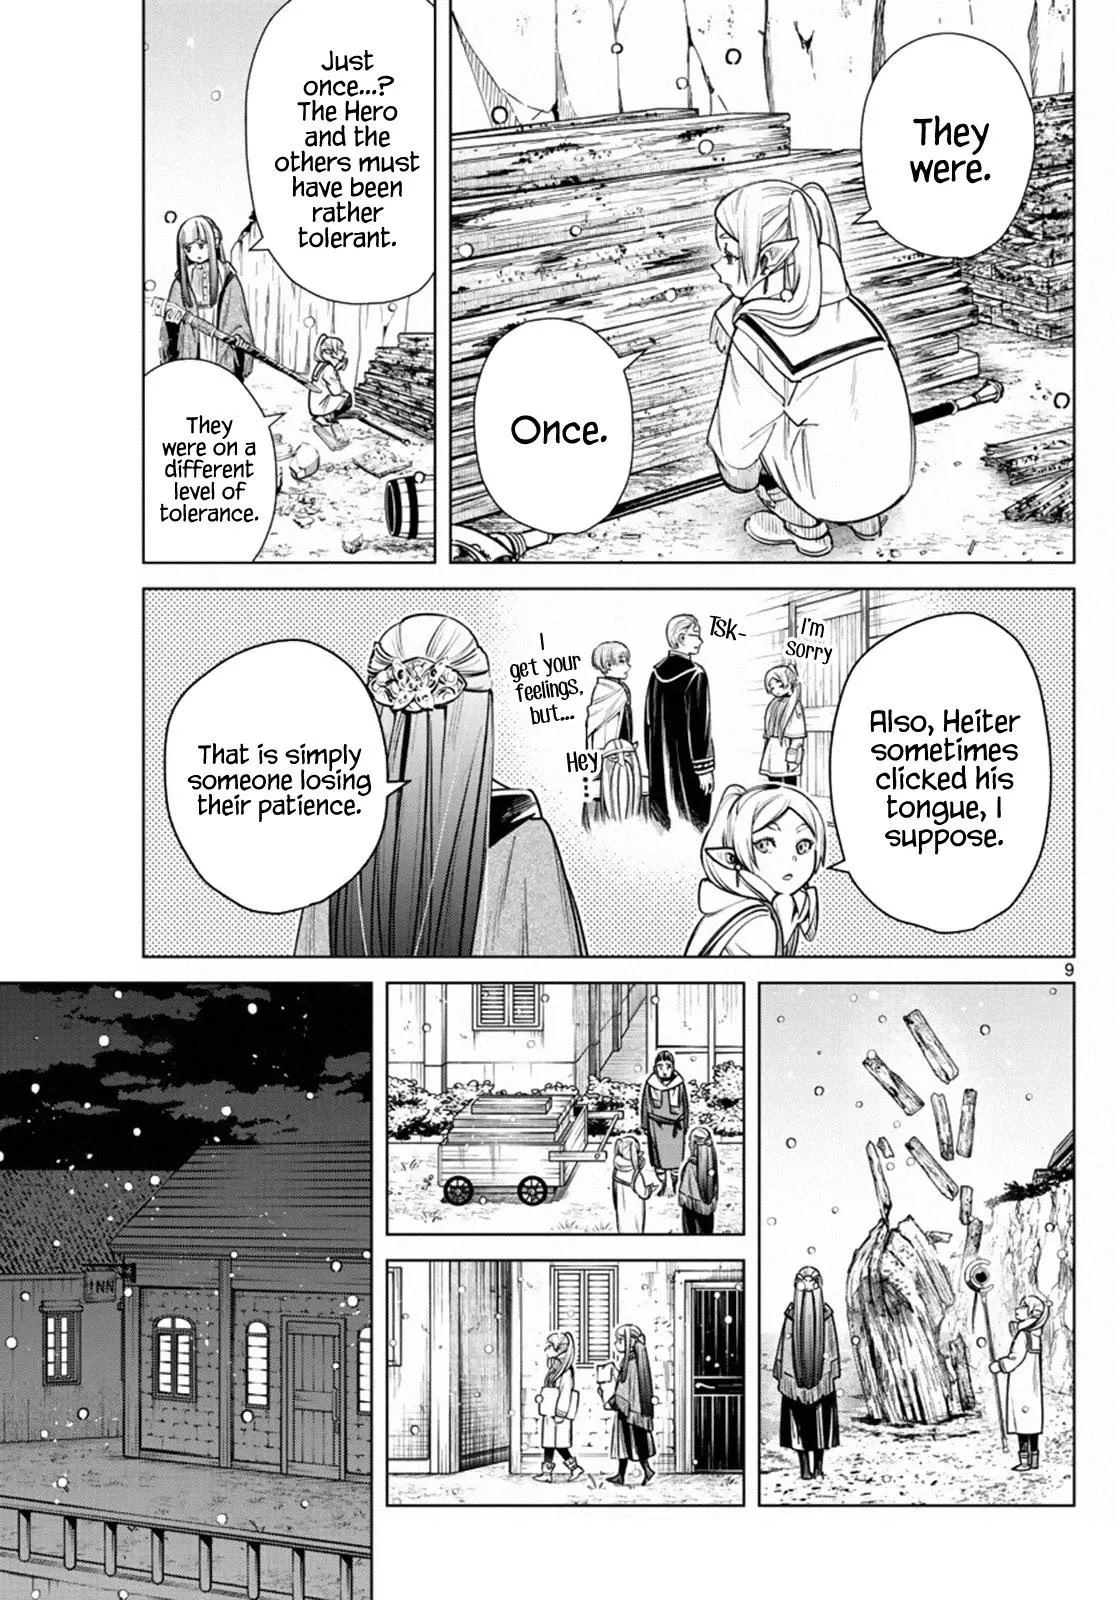 They
were.
Once.
Just
once...?
The Hero
and the
others must
have been
rather
tolerant.
They
were on a
different
level of
tolerance.
Also, Heiter
sometimes
clicked his
tongue, I
suppose.
I'm
sorry
Tsk-
I
get your
feelings,
but...
Hey
That is simply
someone losing
their patience.
9
INN